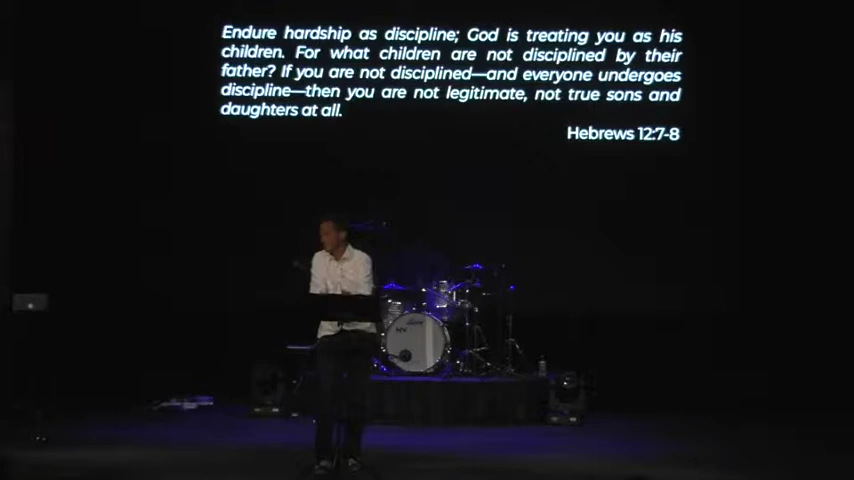 Endure hardship as discipline; God is treating you as his
children. For what children are not disciplined by their
father? If you are not disciplined—and everyone undergoes
discipline—then you are not legitimate, not true sons and
daughters at all.
Hebrews 12:7-8